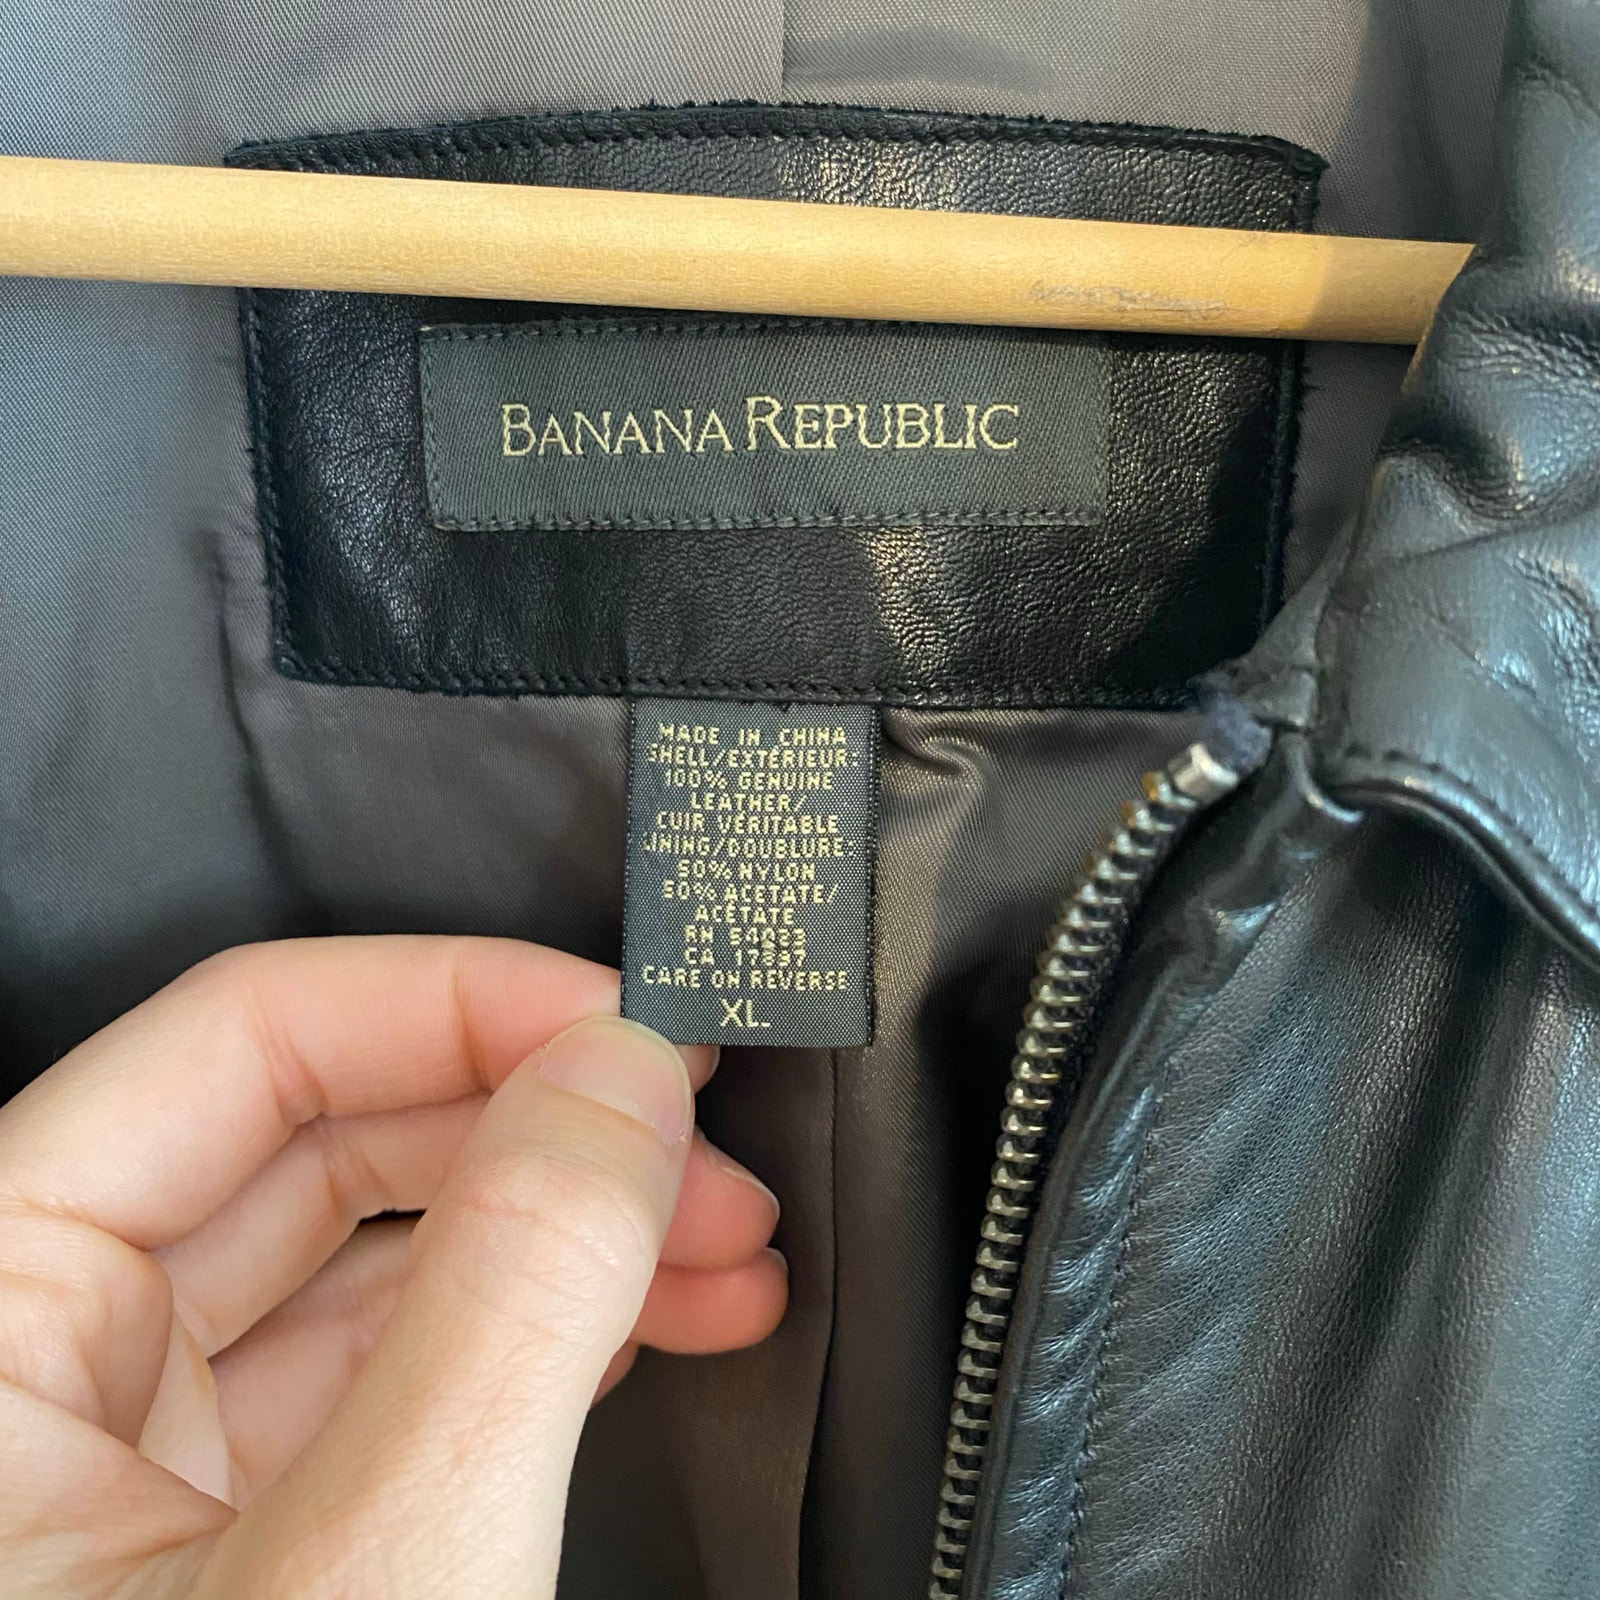 BANANA REPUBLIC
MADE IN CHINA
SHELL/EXTÉRIEUR
100% GENUINE
LEATHER/
CUIR VÉRITABLE
LINING/DOUBLURE
50% NYLON
50% ACETATE/
ACÉTATE
RN 54023
CA 17897
CARE ON REVERSE
XL